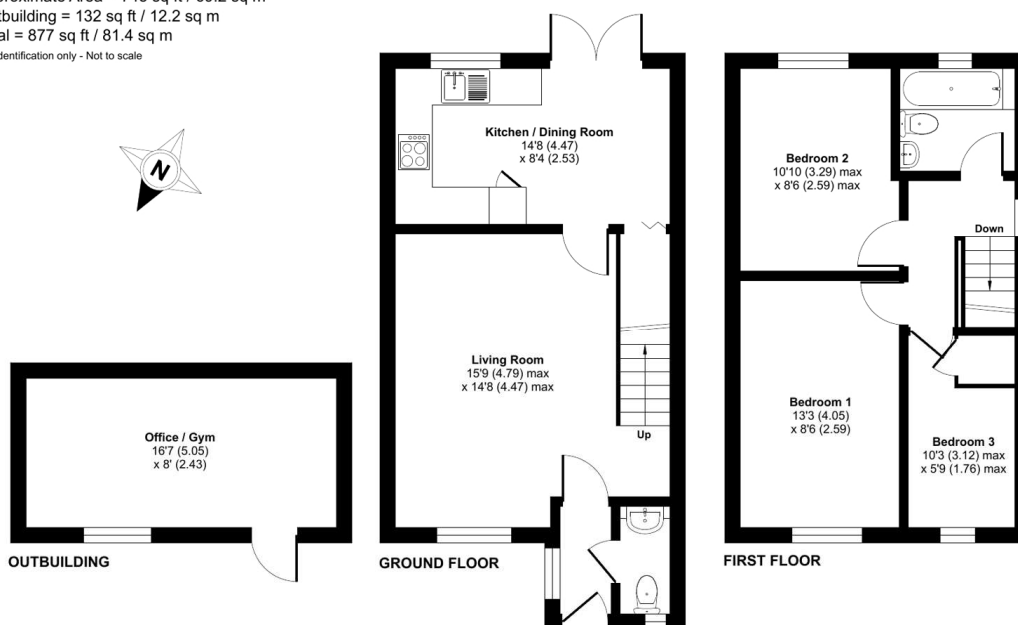 tbuilding = 132 sq ft / 12.2 sq m
al = 877 sq ft / 81.4 sq m
dentification only - Not to scale
N
Kitchen / Dining Room
14'8 (4.47)
x 8'4 (2.53)
Bedroom 2
10'10 (3.29) max
x 8'6 (2.59) max
Down
Living Room
15'9 (4.79) max
x 14'8 (4.47) max
Up
Bedroom 1
13'3 (4.05)
x 8'6 (2.59)
Bedroom 3
10'3 (3.12) max
x 5'9 (1.76) max
Office / Gym
16'7 (5.05)
x 8' (2.43)
OUTBUILDING
GROUND FLOOR
FIRST FLOOR